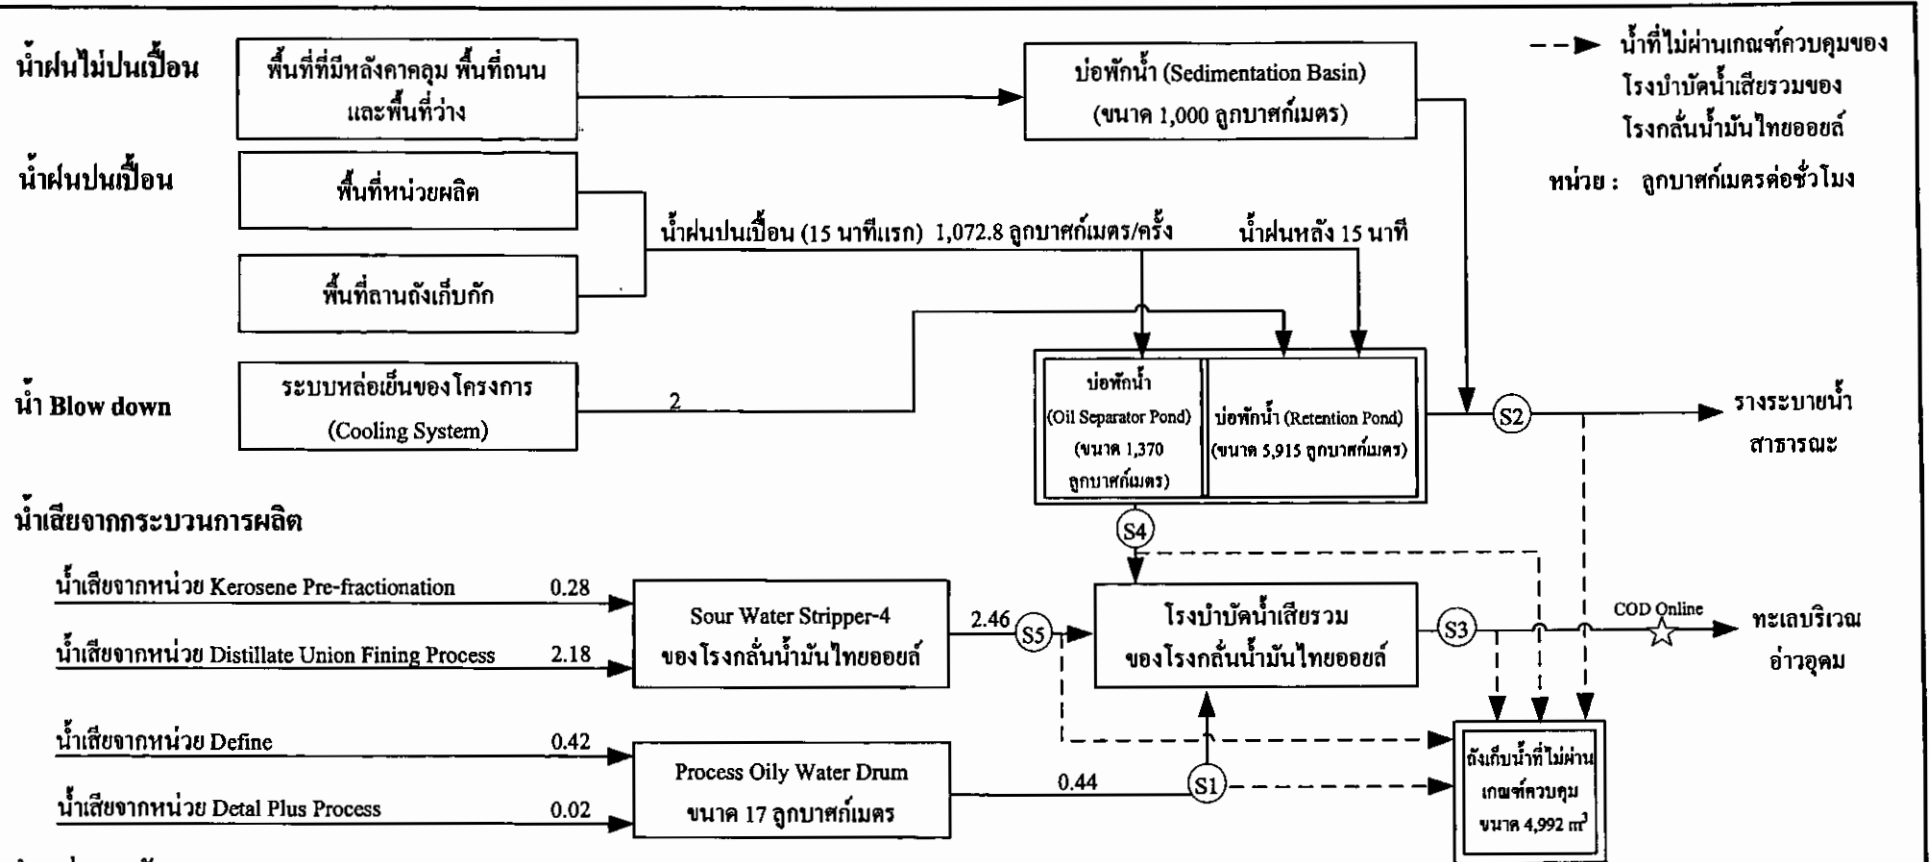 น้ำฝนไม่ปนเปื้อน
พื้นที่ที่มีหลังคาคลุม พื้นที่ถนน
และพื้นที่ว่าง
บ่อพักน้ำ (Sedimentation Basin)
(ขนาด 1,000 ลูกบาศก์เมตร)
น้ำที่ไม่ผ่านเกณฑ์ควบคุมของ
โรงบำบัดน้ำเสียรวมของ
โรงกลั่นน้ำมันไทยออยล์
หน่วย : ลูกบาศก์เมตรต่อชั่วโมง
น้ำฝนปนเปื้อน
พื้นที่หน่วยผลิต
พื้นที่ลานถังเก็บกัก
น้ำฝนปนเปื้อน (15 นาทีแรก) 1,072.8 ลูกบาศก์เมตร/ครั้ง
น้ำฝนหลัง 15 นาที
น้ำ Blow down
ระบบหล่อเย็นของโครงการ
(Cooling System)
2
บ่อพักน้ำ
(Oil Separator Pond)
(ขนาด 1,370
ลูกบาศก์เมตร)
บ่อพักน้ำ (Retention Pond)
(ขนาด 5,915 ลูกบาศก์เมตร)
S2
รางระบายน้ำ
สาธารณะ
น้ำเสียจากกระบวนการผลิต
S4
น้ำเสียจากหน่วย Kerosene Pre-fractionation 0.28
น้ำเสียจากหน่วย Distillate Union Fining Process 2.18
Sour Water Stripper-4
ของโรงกลั่นน้ำมันไทยออยล์
2.46
S5
โรงบำบัดน้ำเสียรวม
ของโรงกลั่นน้ำมันไทยออยล์
S3
COD Online
ทะเลบริเวณ
อ่าวอุดม
น้ำเสียจากหน่วย Define 0.42
น้ำเสียจากหน่วย Detal Plus Process 0.02
Process Oily Water Drum
ขนาด 17 ลูกบาศก์เมตร
0.44
S1
ถังเก็บน้ำที่ไม่ผ่าน
เกณฑ์ควบคุม
ขนาด 4,992 m³